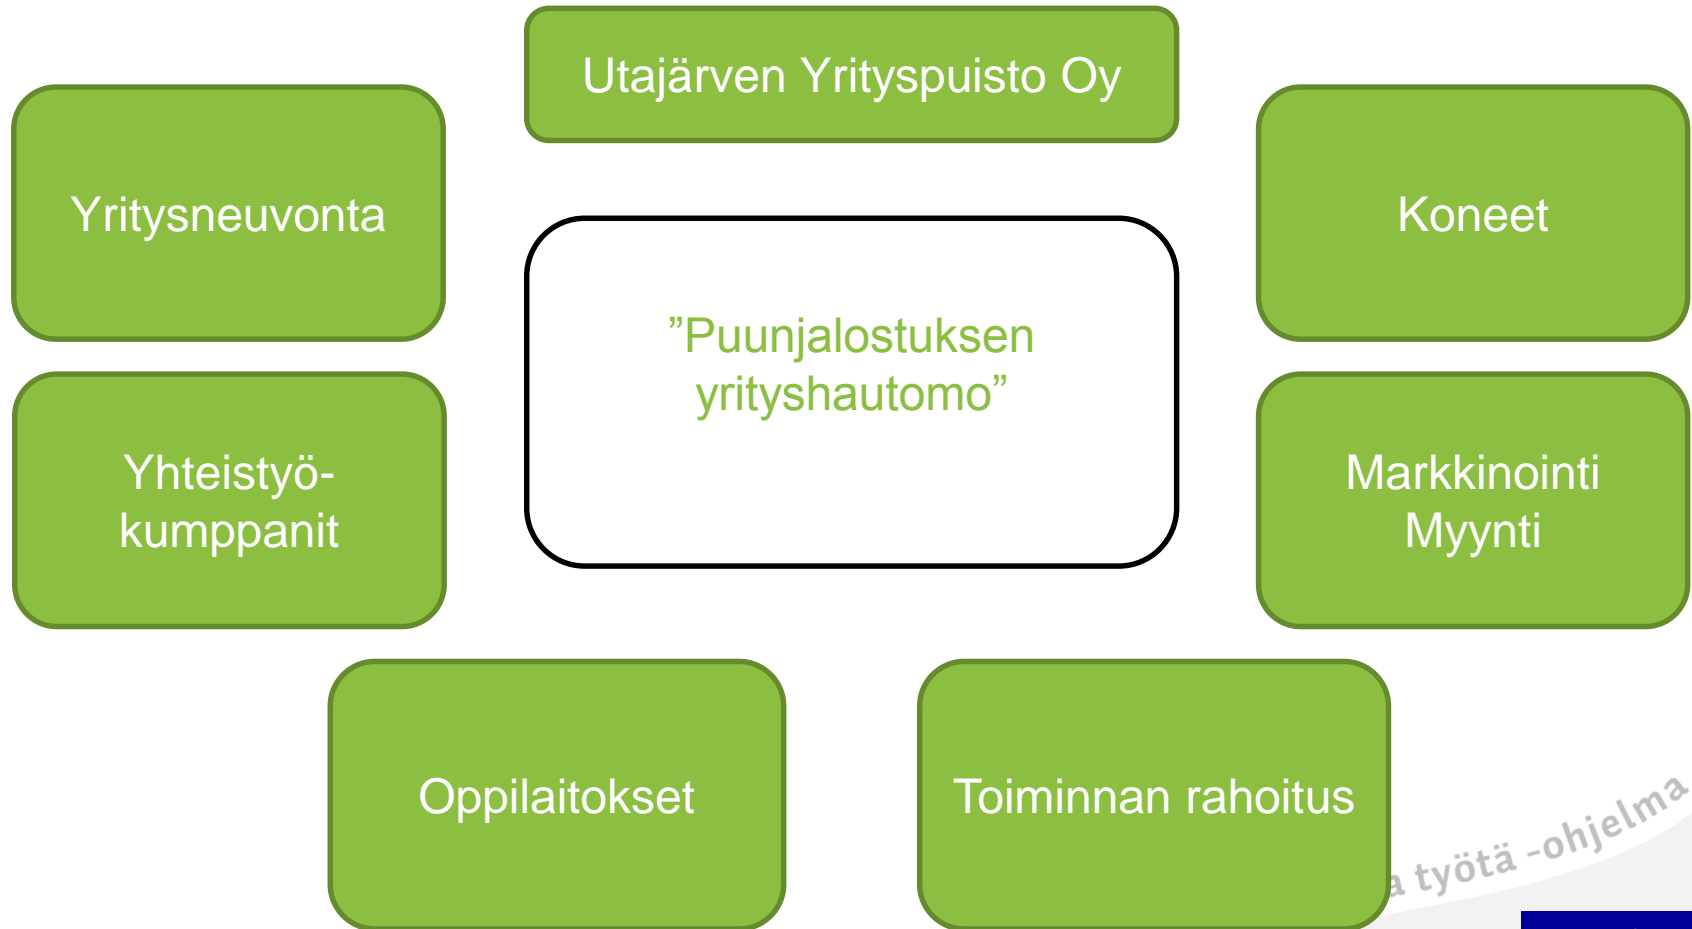 Utajärven Yrityspuisto Oy
Yritysneuvonta
Koneet
”Puunjalostuksen
yrityshautomo”
Yhteistyö-
kumppanit
Markkinointi
Myynti
Oppilaitokset
Toiminnan rahoitus
a työtä -ohjelma